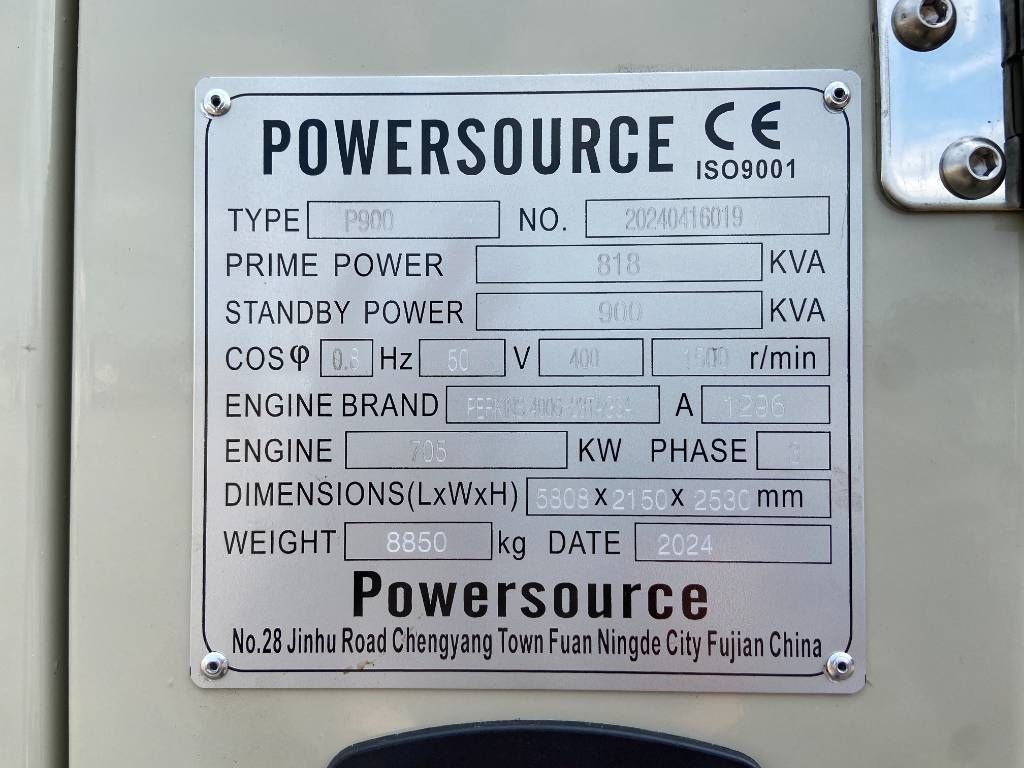 POWERSOURCE CE
ISO9001
TYPE P900 NO. 20240416019
PRIME POWER 818 KVA
STANDBY POWER 900 KVA
COSφ 0.8 Hz 50 V 400 1500 r/min
ENGINE BRAND PERKINS 4006- A 1296
ENGINE 705 KW PHASE 3
DIMENSIONS(LxWxH) 5808 x 2150 x 2530 mm
WEIGHT 8850 kg DATE 2024
Powersource
No.28 Jinhu Road Chengyang Town Fuan Ningde City Fujian China